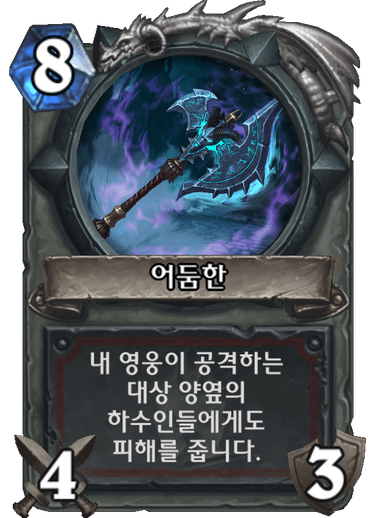 8
어둠한
내 영웅이 공격하는
대상 양옆의
하수인들에게도
피해를 줍니다.
4
3